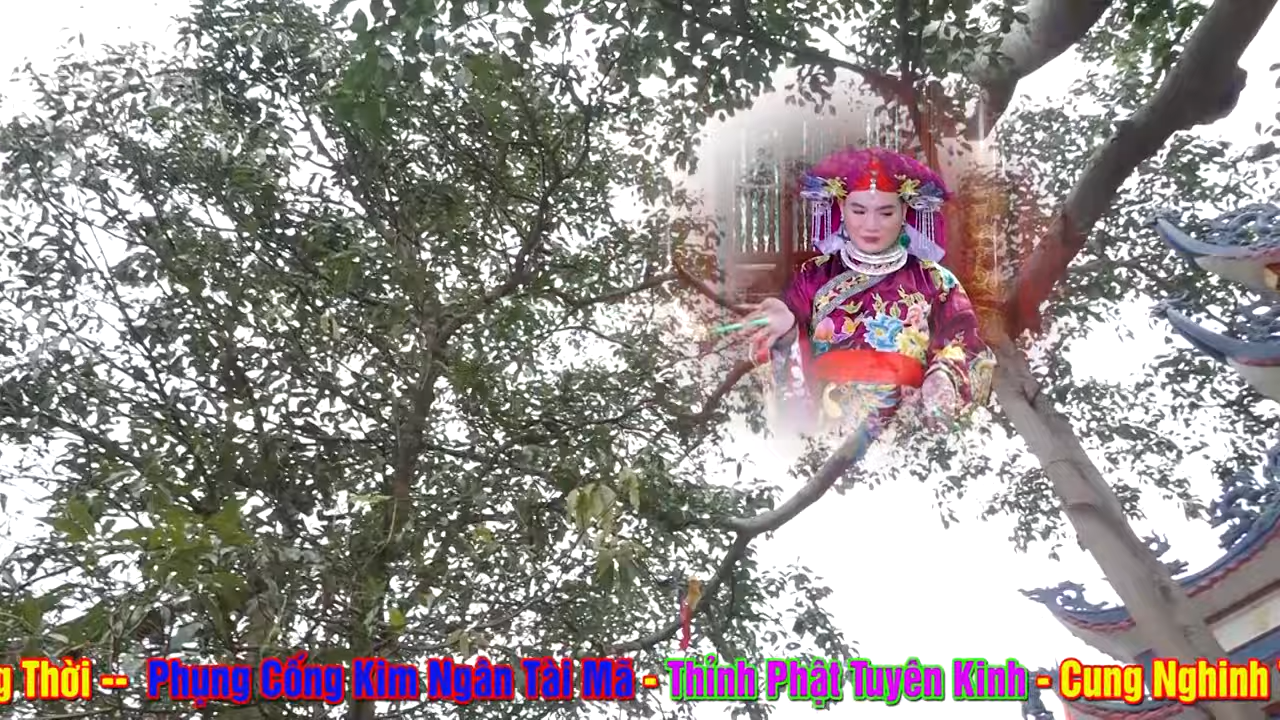 g Thời -- Phụng Cống Kim Ngân Tài Mã - Thỉnh Phật Tuyên Kinh - Cung Nghinh